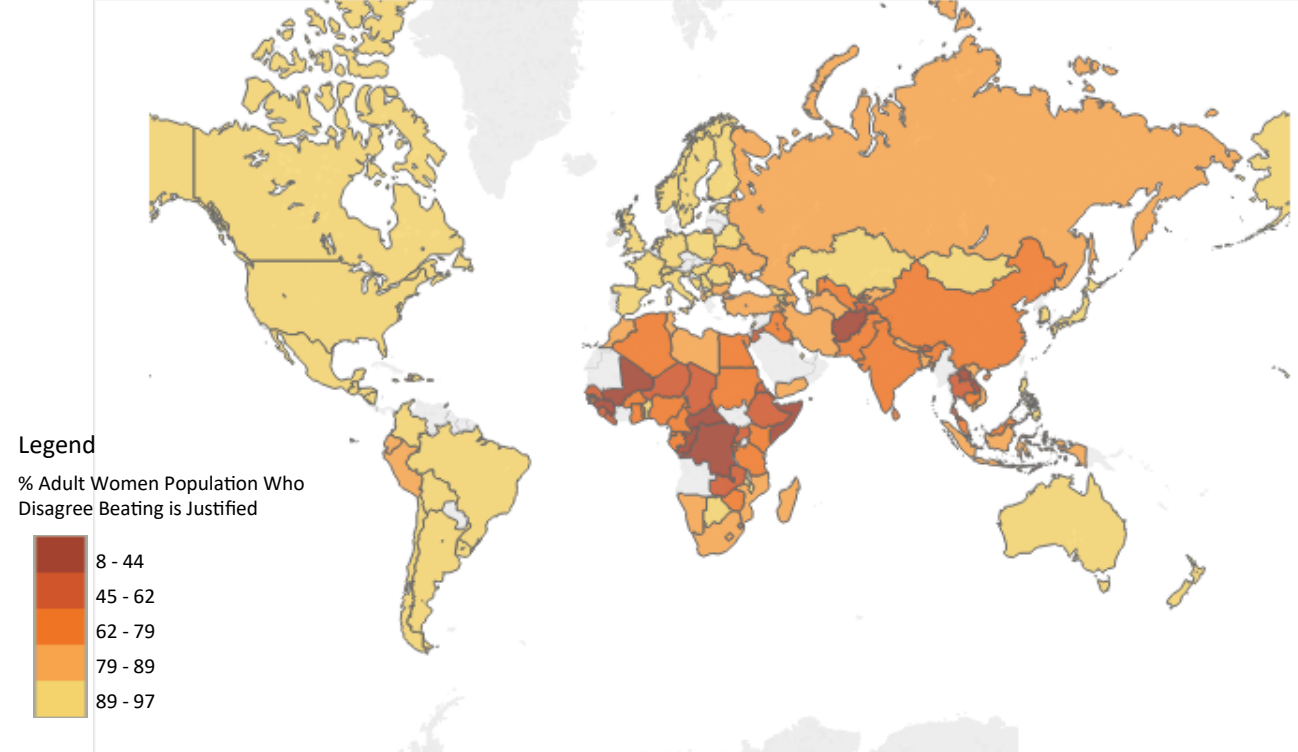 Legend
% Adult Women Population Who
Disagree Beating is Justified
8 - 44
45 - 62
62 - 79
79 - 89
89 - 97